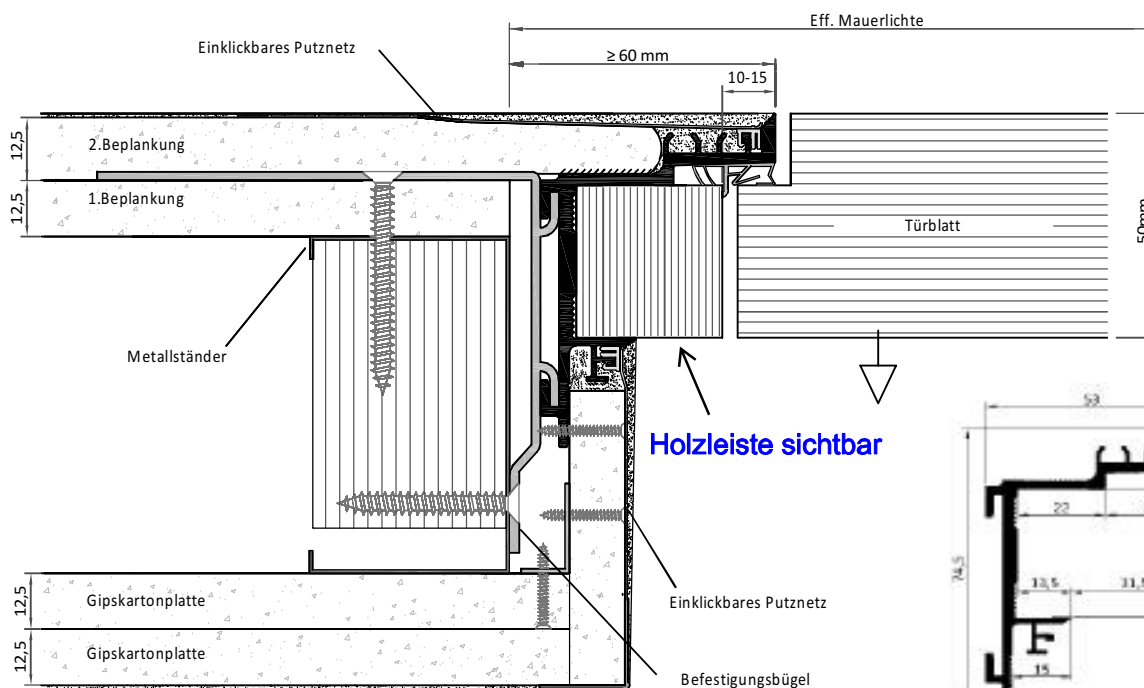 Eff. Mauerlichte
Einklickbares Putznetz
≥ 60 mm
10-15
12,5
2.Beplankung
12,5
1.Beplankung
Türblatt
50mm
Metallständer
53
Holzleiste sichtbar
22
74,5
13,5
31,5
12,5
Gipskartonplatte
Einklickbares Putznetz
15
12,5
Gipskartonplatte
Befestigungsbügel